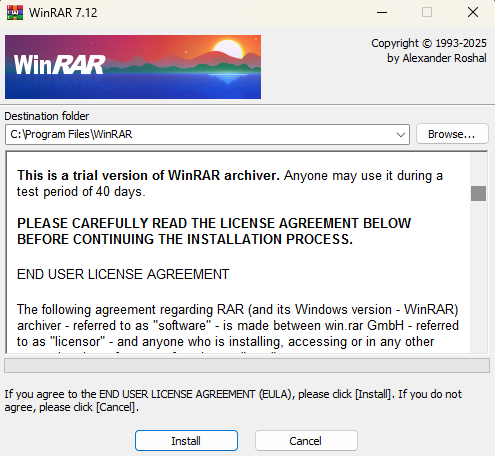 WinRAR 7.12
WinRAR
Copyright © 1993-2025
by Alexander Roshal
Destination folder
C:\Program Files\WinRAR
Browse...
This is a trial version of WinRAR archiver. Anyone may use it during a
test period of 40 days.
PLEASE CAREFULLY READ THE LICENSE AGREEMENT BELOW
BEFORE CONTINUING THE INSTALLATION PROCESS.
END USER LICENSE AGREEMENT
The following agreement regarding RAR (and its Windows version - WinRAR)
archiver - referred to as "software" - is made between win.rar GmbH - referred
to as "licensor" - and anyone who is installing, accessing or in any other
If you agree to the END USER LICENSE AGREEMENT (EULA), please click [Install]. If you do not
agree, please click [Cancel].
Install
Cancel